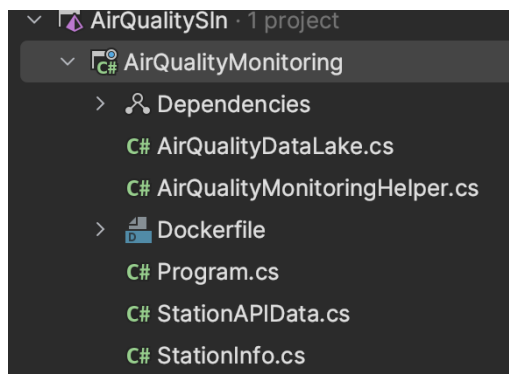 AirQualitySln · 1 project
C# AirQualityMonitoring
Dependencies
C# AirQualityDataLake.cs
C# AirQualityMonitoringHelper.cs
D Dockerfile
C# Program.cs
C# StationAPIData.cs
C# StationInfo.cs